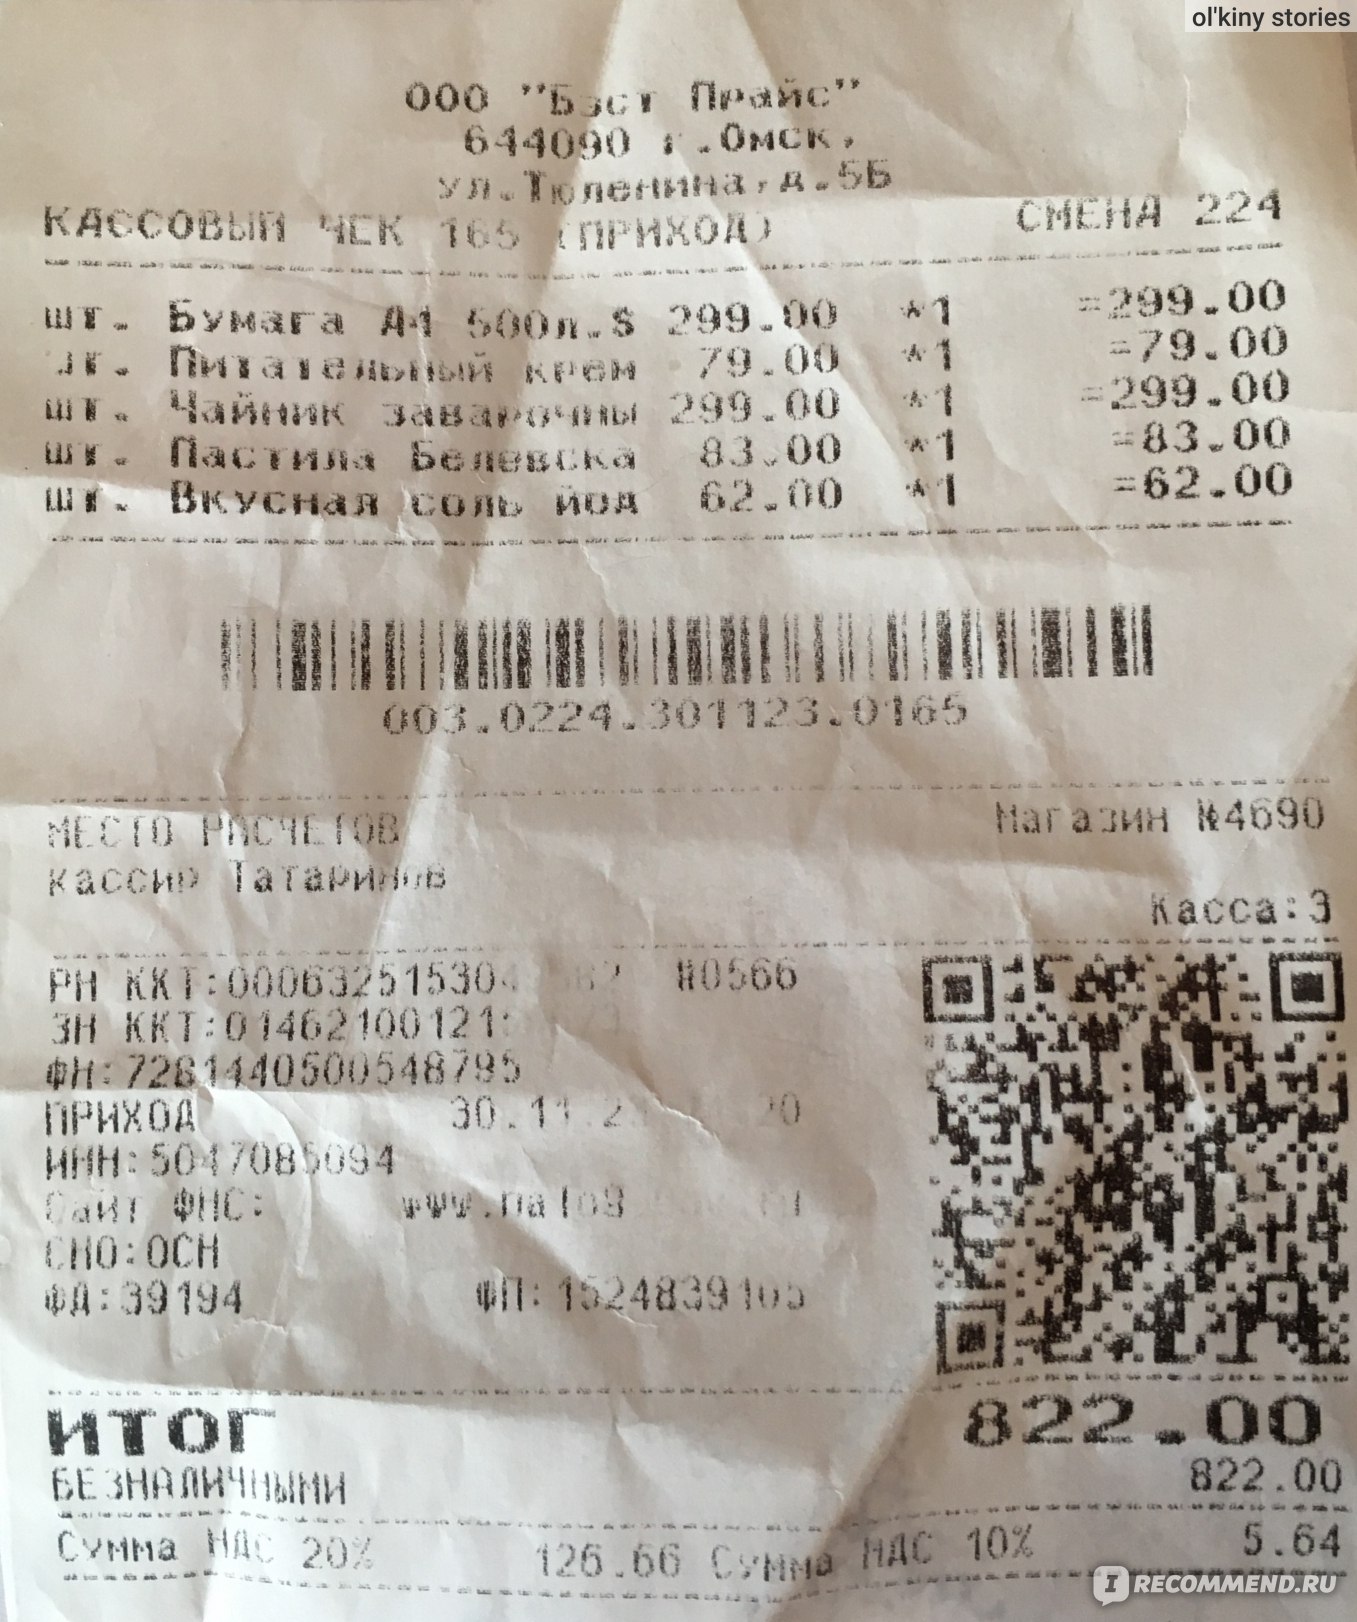 ol'kiny stories
ООО "Бэст Прайс"
644090 г.Омск,
ул.Тюленина,д.5Б
КАССОВЫЙ ЧЕК 165 (ПРИХОД) СМЕНА 224
шт. Бумага А4 500л.S 299.00 *1 =299.00
шт. Питательный крем 79.00 *1 =79.00
шт. Чайник заварочны 299.00 *1 =299.00
шт. Пастила Белевска 83.00 *1 =83.00
шт. Вкусная соль йод 62.00 *1 =62.00
003.0224.301123.0165
МЕСТО РАСЧЕТОВ Магазин №4690
кассир Татаринов
Касса:3
РН ККТ: #0566
ЗН ККТ:
ФН:7281440500548795
ПРИХОД
ИНН:5047085094
Сайт ФНС:
СНО:ОСН
ФД:39194 ФП:1524839105
ИТОГ 822.00
БЕЗНАЛИЧНЫМИ 822.00
Сумма НДС 20% 126.66 Сумма НДС 10% 5.64
IRECOMMEND.RU